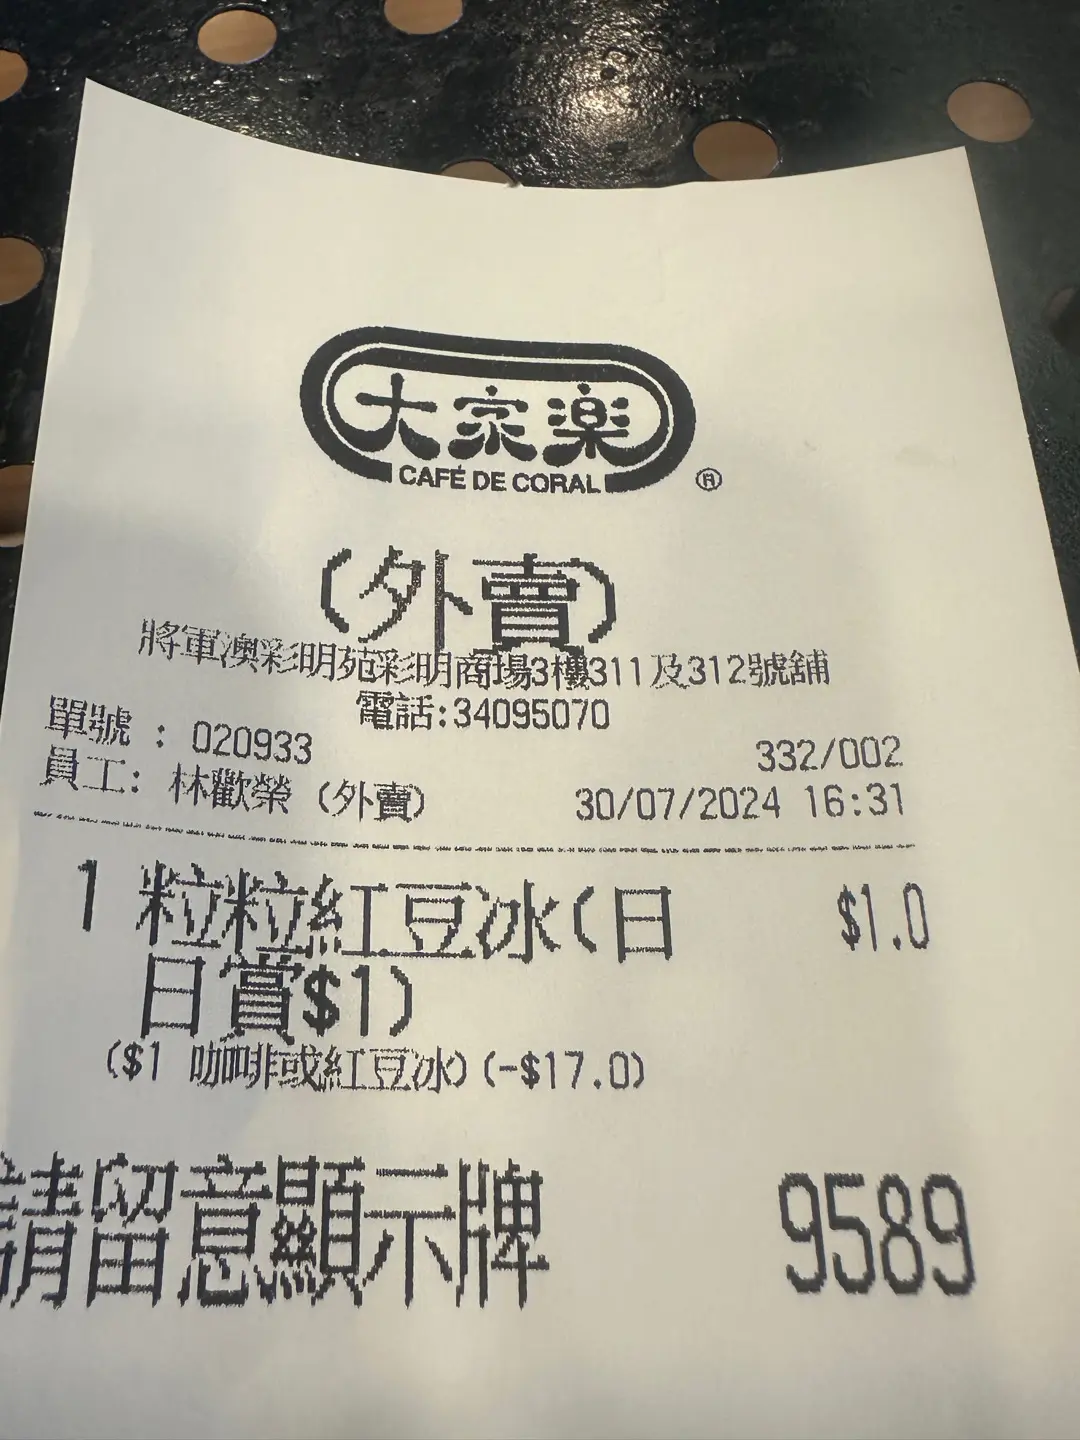 大家楽
CAFÉ DE CORAL ®
(外賣)
將軍澳彩明苑彩明商場3樓311及312號舖
電話:34095070
單號 : 020933 332/002
員工: 林歡榮 (外賣) 30/07/2024 16:31
1 粒粒紅豆冰(日 $1.0
日賞$1)
($1 咖啡或紅豆冰)(-$17.0)
請留意顯示牌 9589